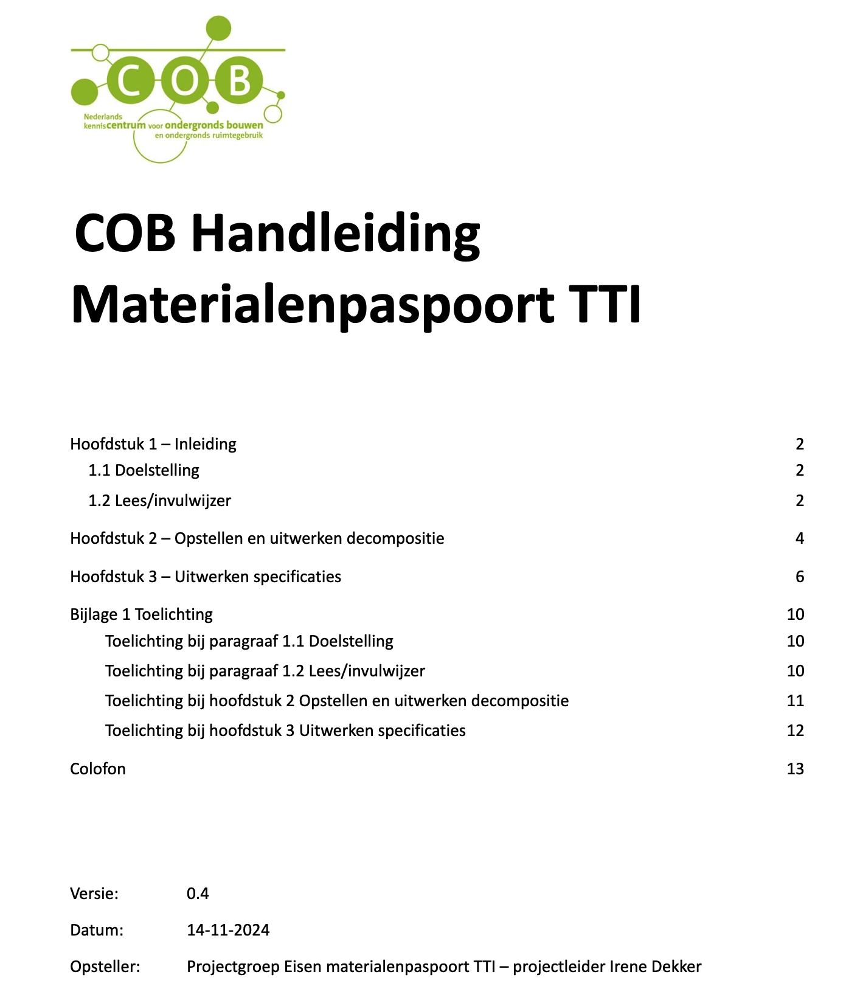 COB
Nederlands
kenniscentrum voor ondergronds bouwen
en ondergronds ruimtegebruik
COB Handleiding
Materialenpaspoort TTI
Hoofdstuk 1 – Inleiding 2
1.1 Doelstelling 2
1.2 Lees/invulwijzer 2
Hoofdstuk 2 – Opstellen en uitwerken decompositie 4
Hoofdstuk 3 – Uitwerken specificaties 6
Bijlage 1 Toelichting 10
Toelichting bij paragraaf 1.1 Doelstelling 10
Toelichting bij paragraaf 1.2 Lees/invulwijzer 10
Toelichting bij hoofdstuk 2 Opstellen en uitwerken decompositie 11
Toelichting bij hoofdstuk 3 Uitwerken specificaties 12
Colofon 13
Versie: 0.4
Datum: 14-11-2024
Opsteller: Projectgroep Eisen materialenpaspoort TTI – projectleider Irene Dekker